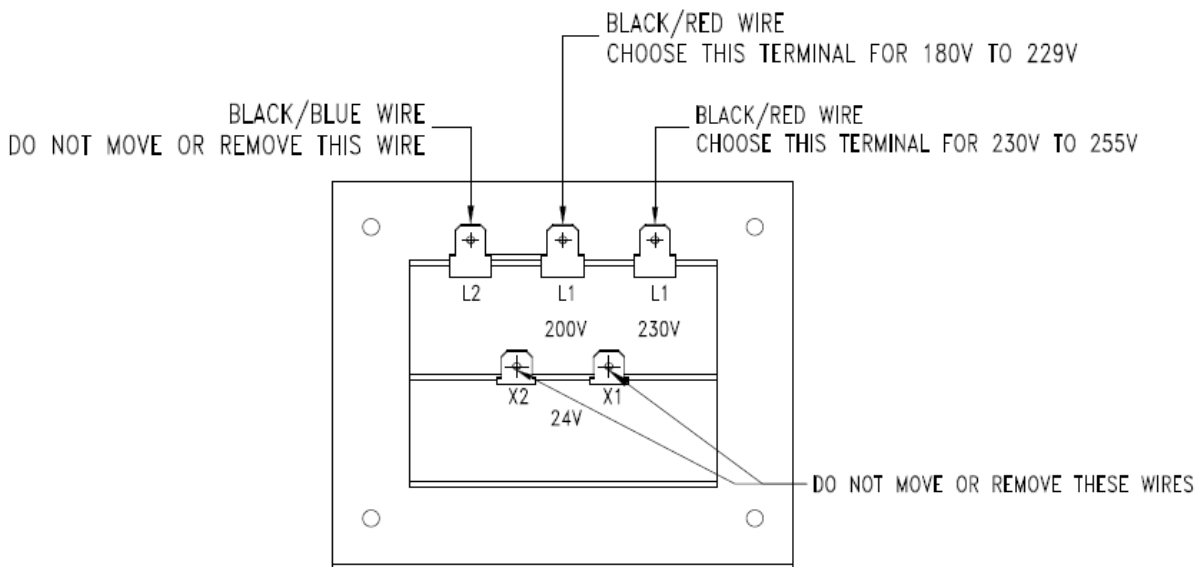 BLACK/RED WIRE
CHOOSE THIS TERMINAL FOR 180V TO 229V
BLACK/BLUE WIRE
DO NOT MOVE OR REMOVE THIS WIRE
BLACK/RED WIRE
CHOOSE THIS TERMINAL FOR 230V TO 255V
L2 L1 L1
200V 230V
X2 X1
24V
DO NOT MOVE OR REMOVE THESE WIRES